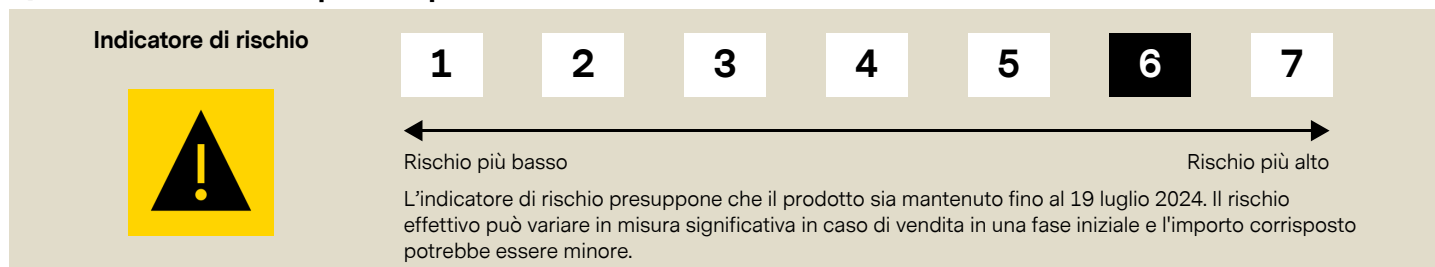 Indicatore di rischio
1 2 3 4 5 6 7
Rischio più basso Rischio più alto
L'indicatore di rischio presuppone che il prodotto sia mantenuto fino al 19 luglio 2024. Il rischio
effettivo può variare in misura significativa in caso di vendita in una fase iniziale e l'importo corrisposto
potrebbe essere minore.